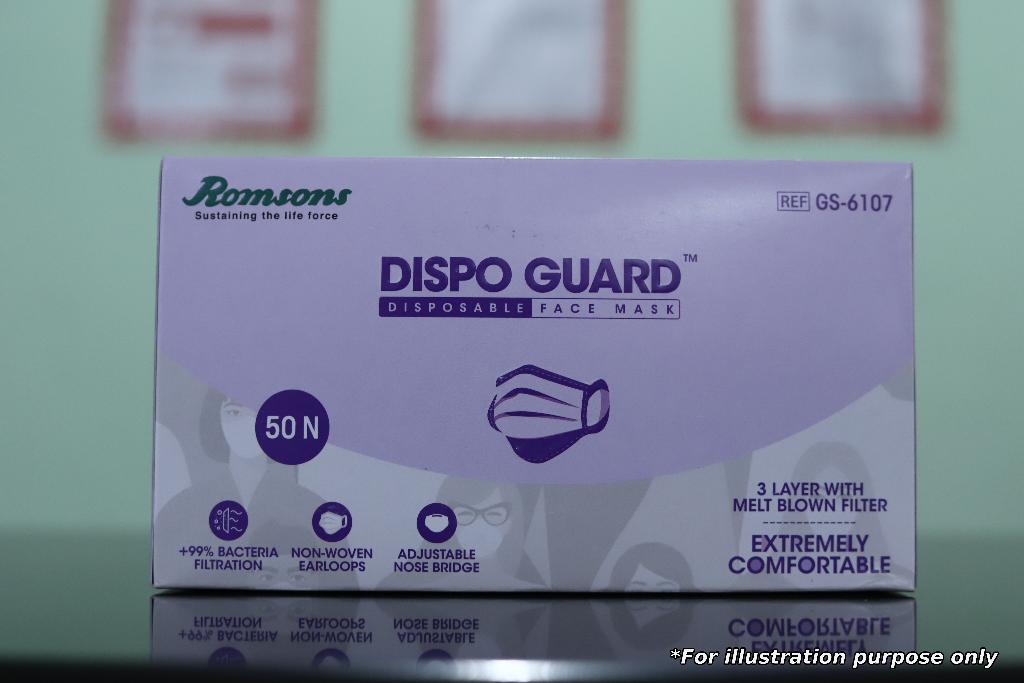 Romsons
Sustaining the life force
REF GS-6107
DISPO GUARD™
DISPOSABLE FACE MASK
50 N
3 LAYER WITH
MELT BLOWN FILTER
EXTREMELY
COMFORTABLE
+99% BACTERIA
FILTRATION
NON-WOVEN
EARLOOPS
ADJUSTABLE
NOSE BRIDGE
*For illustration purpose only